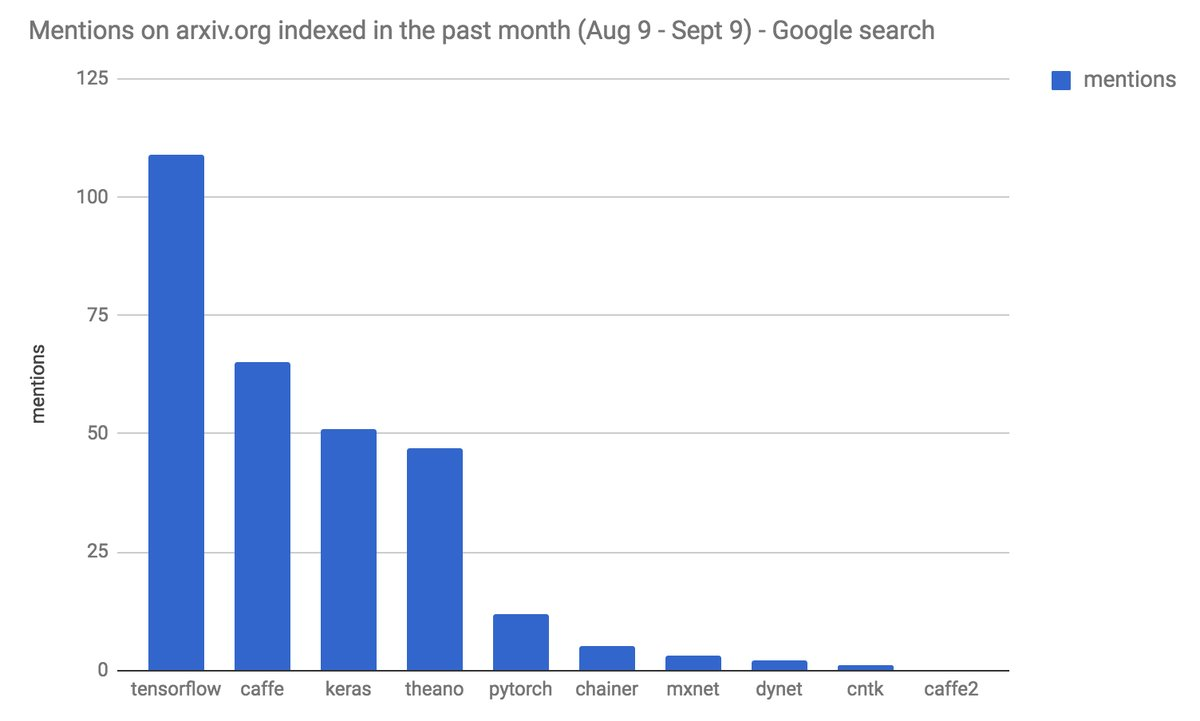 Mentions on arxiv.org indexed in the past month (Aug 9 - Sept 9) - Google search
mentions
125
100
75
50
25
0
mentions
tensorflow caffe keras theano pytorch chainer mxnet dynet cntk caffe2